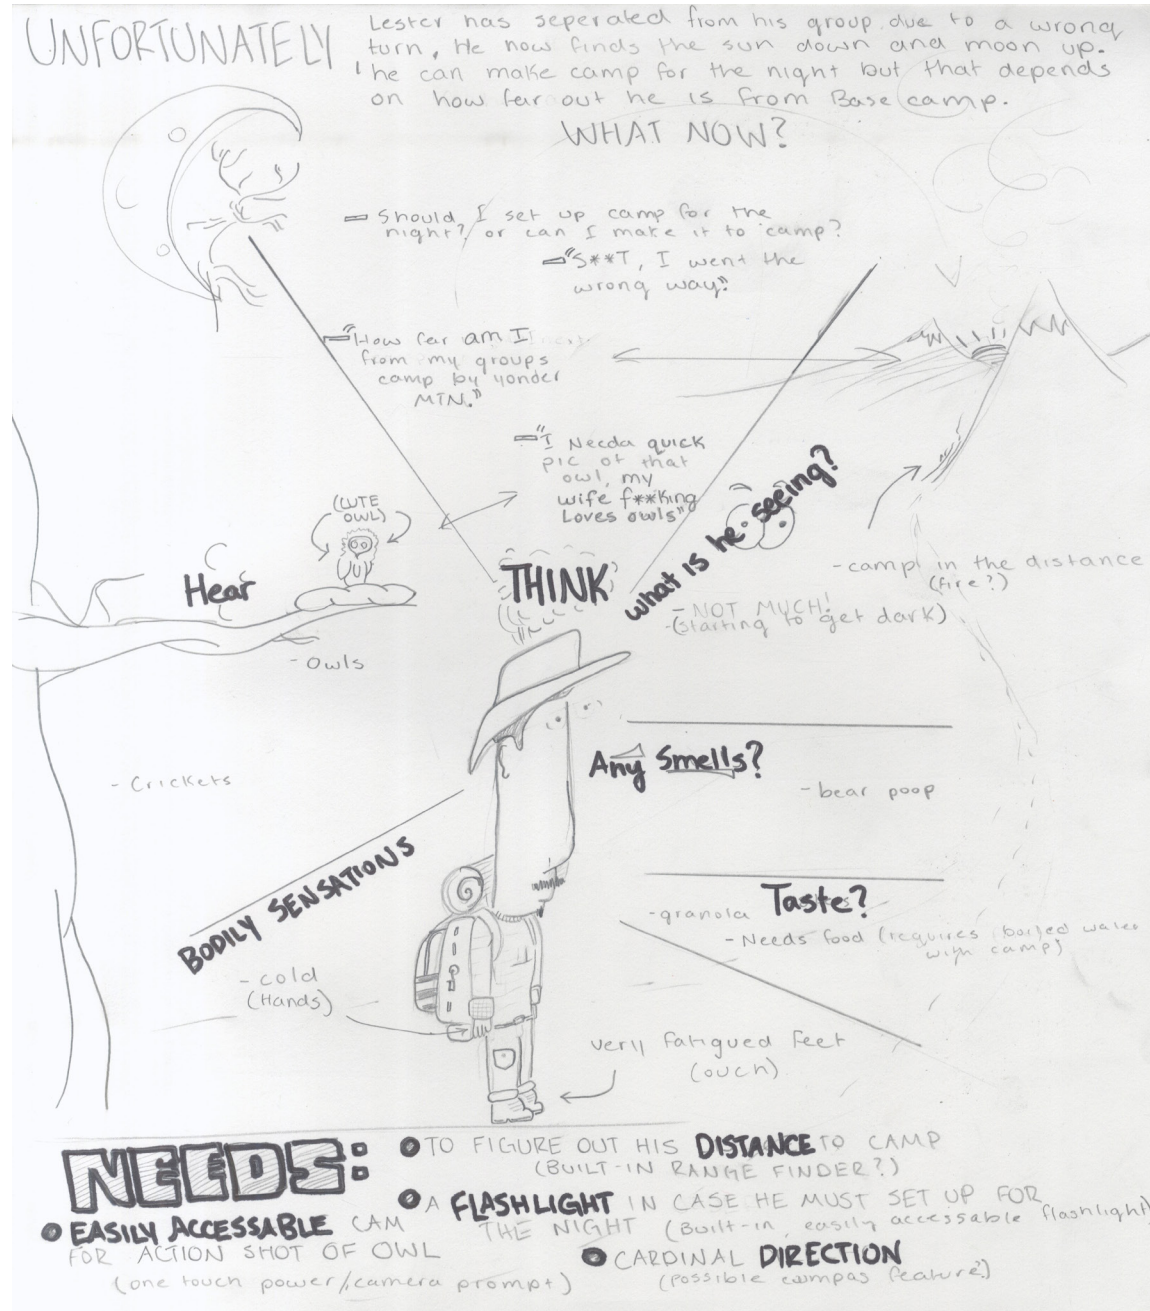 UNFORTUNATELY
Lester has seperated from his group due to a wrong
turn. He now finds the sun down and moon up.
he can make camp for the night but that depends
on how far out he is from Base camp.
WHAT NOW?
- Should I set up camp for the
night? or can I make it to camp?
- "S**T, I went the
wrong way."
- "How far am I
from my groups
camp by yonder
MTN."
- "I Needa quick
pic of that
owl, my
wife f**king
Loves owls"
(CUTE
OWL)
Hear
- Owls
- Crickets
THINK
What is he seeing?
- camp in the distance
(fire?)
- NOT MUCH!
- (starting to get dark)
Any Smells?
- bear poop
Taste?
- granola
- Needs food (requires boiled water
with camp)
BODILY SENSATIONS
- cold
(Hands)
very fatigued feet
(ouch)
NEEDS:
TO FIGURE OUT HIS DISTANCE TO CAMP
(BUILT-IN RANGE FINDER?)
A FLASHLIGHT IN CASE HE MUST SET UP FOR
THE NIGHT (Built-in, easily accessable flashlight)
EASILY ACCESSABLE CAM
FOR ACTION SHOT OF OWL
(one touch power/camera prompt)
CARDINAL DIRECTION
(possible compas feature?)